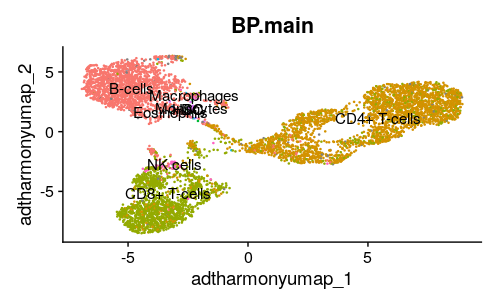 BP.main
adtharmonyumap_2
5
0
-5
B-cells
Macrophages
Monocytes
Eosinophils
CD4+ T-cells
NK cells
CD8+ T-cells
-5
0
5
adtharmonyumap_1